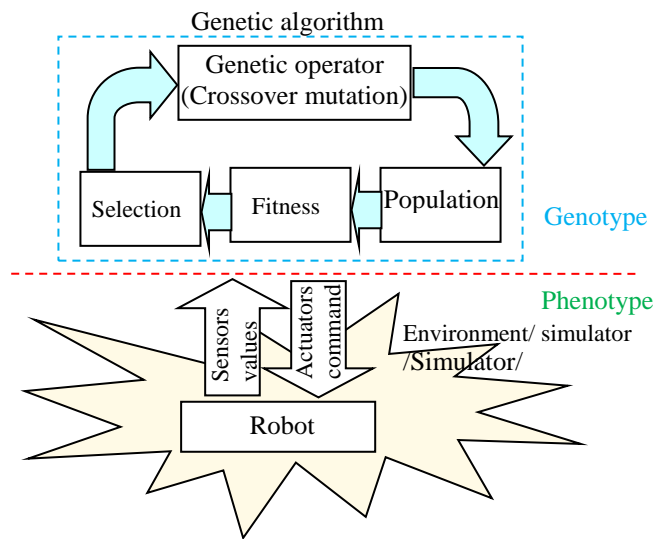 Genetic algorithm
Genetic operator
(Crossover mutation)
Selection
Fitness
Population
Genotype
Phenotype
Environment/ simulator
/Simulator/
Sensors
values
Actuators
command
Robot